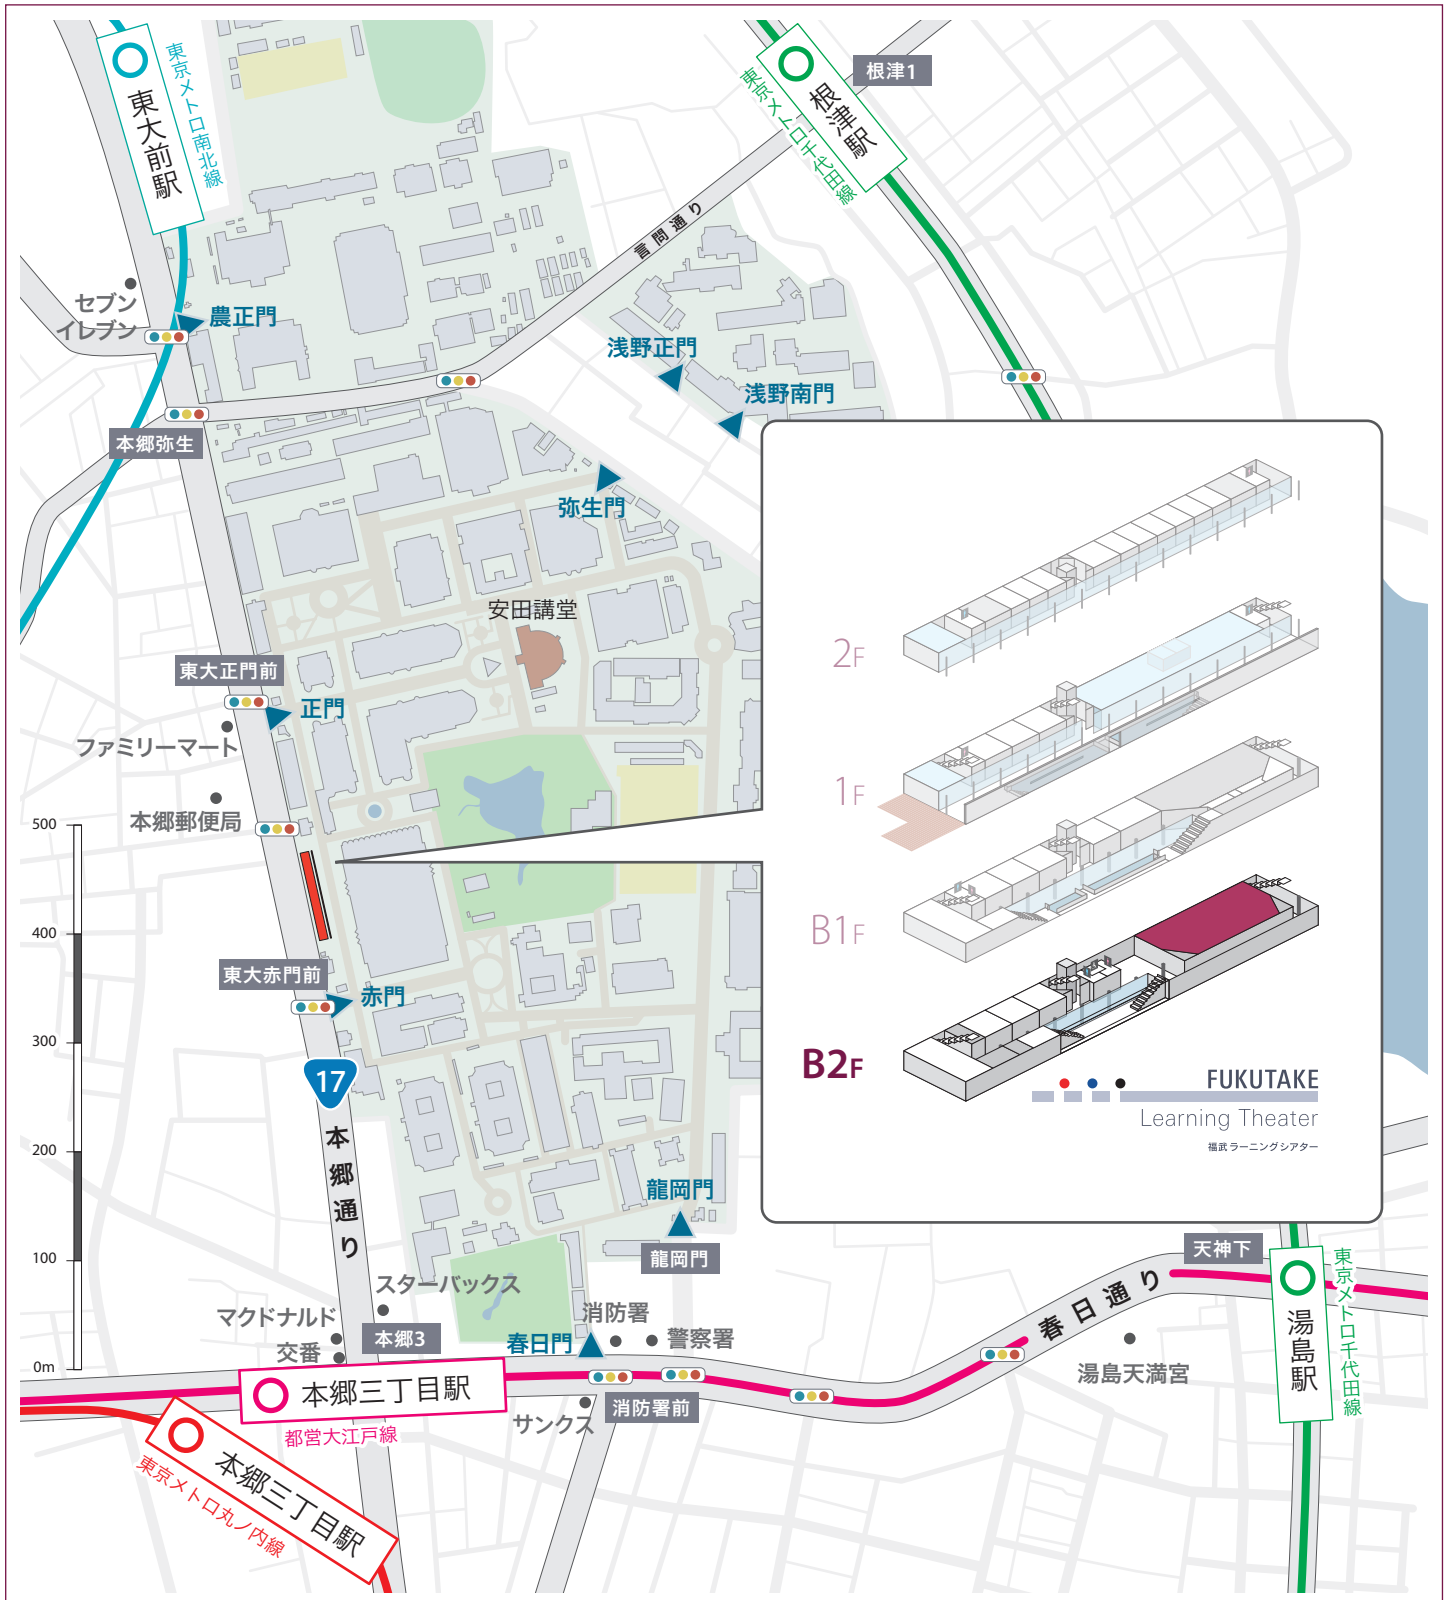 東大前駅
東京メトロ南北線
根津駅
東京メトロ千代田線
根津1
言問通り
セブン
イレブン
農正門
浅野正門
浅野南門
本郷弥生
弥生門
安田講堂
東大正門前
正門
ファミリーマート
本郷郵便局
東大赤門前
赤門
17
本郷通り
500
400
300
200
100
0m
2F
1F
B1F
B2F
FUKUTAKE
Learning Theater
福武ラーニングシアター
龍岡門
龍岡門
天神下
スターバックス
マクドナルド
交番
本郷3
消防署
警察署
春日門
春日通り
湯島天満宮
湯島駅
東京メトロ千代田線
本郷三丁目駅
都営大江戸線
サンクス
消防署前
本郷三丁目駅
東京メトロ丸ノ内線